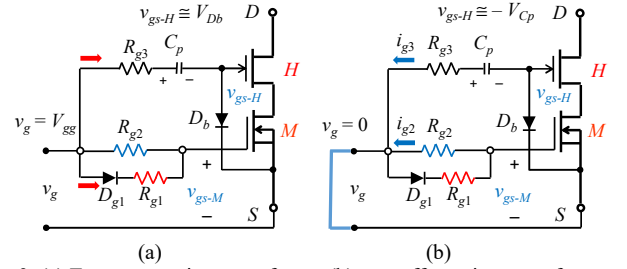 v_gs-H ≅ V_Db
D
R_g3
C_p
+ −
H
v_gs-H
D_b
M
v_g = V_gg
R_g2
+
v_g
v_gs-M
D_g1
R_g1
−
S
(a)
v_gs-H ≅ − V_Cp
D
i_g3
R_g3
C_p
+ −
H
v_gs-H
D_b
M
v_g = 0
i_g2
R_g2
+
v_g
v_gs-M
D_g1
R_g1
−
S
(b)